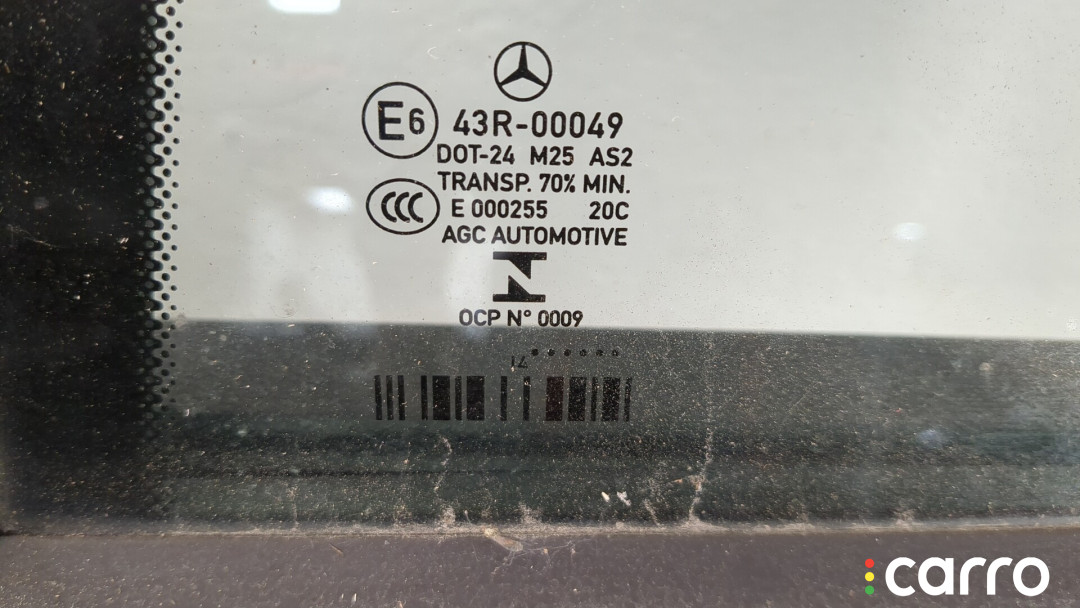 E6 43R-00049
DOT-24 M25 AS2
TRANSP. 70% MIN.
CCC E 000255 20C
AGC AUTOMOTIVE
OCP N° 0009
carro